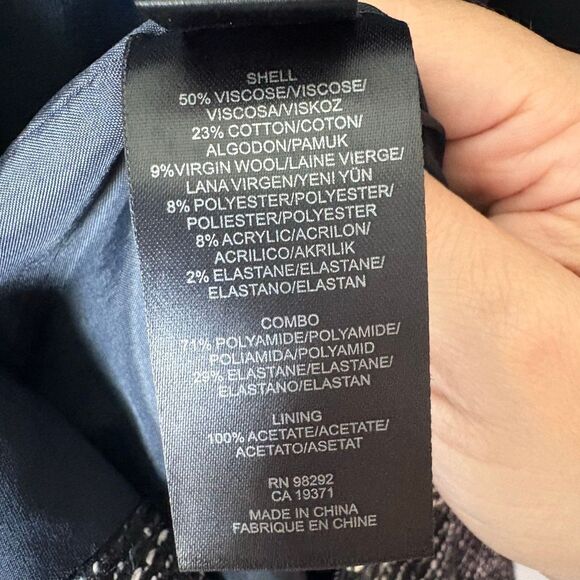 SHELL
50% VISCOSE/VISCOSE/
VISCOSA/VISKOZ
23% COTTON/COTON/
ALGODON/PAMUK
9%VIRGIN WOOL/LAINE VIERGE/
LANA VIRGEN/YENİ YÜN
8% POLYESTER/POLYESTER/
POLIESTER/POLYESTER
8% ACRYLIC/ACRILON/
ACRILICO/AKRILIK
2% ELASTANE/ELASTANE/
ELASTANO/ELASTAN
COMBO
71% POLYAMIDE/POLYAMIDE/
POLIAMIDA/POLYAMID
29% ELASTANE/ELASTANE/
ELASTANO/ELASTAN
LINING
100% ACETATE/ACETATE/
ACETATO/ASETAT
RN 98292
CA 19371
MADE IN CHINA
FABRIQUE EN CHINE